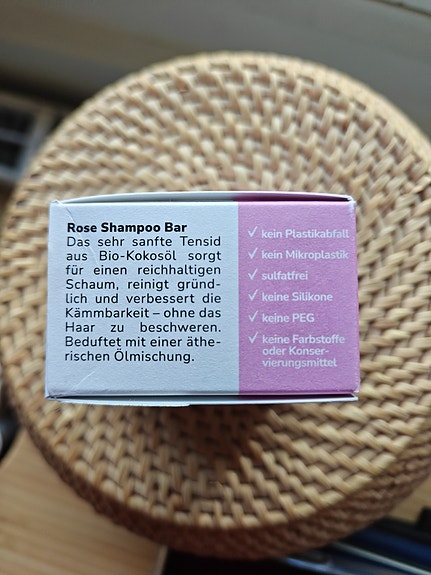 Rose Shampoo Bar
Das sehr sanfte Tensid
aus Bio-Kokosöl sorgt
für einen reichhaltigen
Schaum, reinigt gründ-
lich und verbessert die
Kämmbarkeit – ohne das
Haar zu beschweren.
Beduftet mit einer äthe-
rischen Ölmischung.
✓ kein Plastikabfall
✓ kein Mikroplastik
✓ sulfatfrei
✓ keine Silikone
✓ keine PEG
✓ keine Farbstoffe
oder Konser-
vierungsmittel